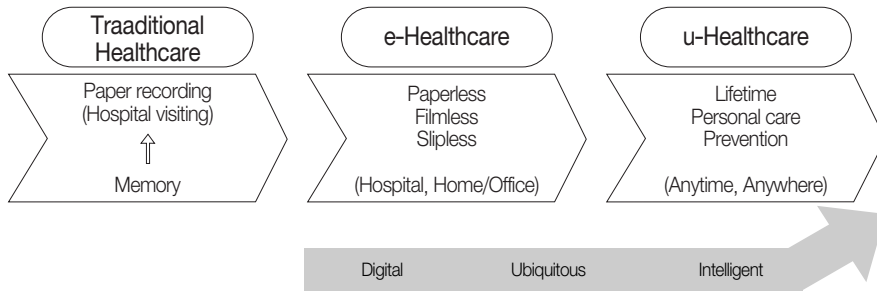 Traaditional
Healthcare
Paper recording
(Hospital visiting)
Memory
e-Healthcare
Paperless
Filmless
Slipless
(Hospital, Home/Office)
u-Healthcare
Lifetime
Personal care
Prevention
(Anytime, Anywhere)
Digital
Ubiquitous
Intelligent